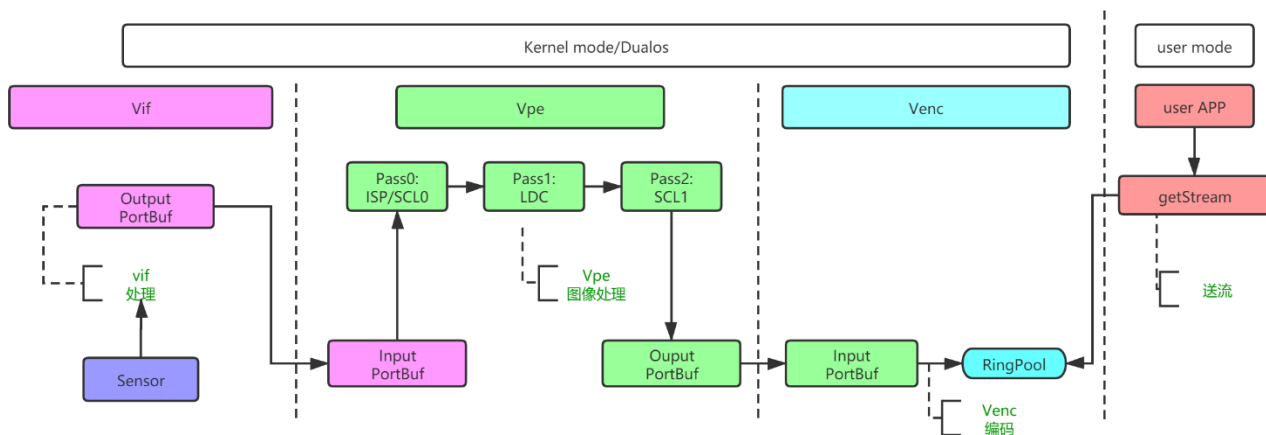 Kernel mode/Dualos
user mode
Vif
Vpe
Venc
user APP
Pass0:
ISP/SCL0
Pass1:
LDC
Pass2:
SCL1
Output
PortBuf
getStream
vif
处理
Vpe
图像处理
送流
Sensor
Input
PortBuf
Ouput
PortBuf
Input
PortBuf
RingPool
Venc
编码